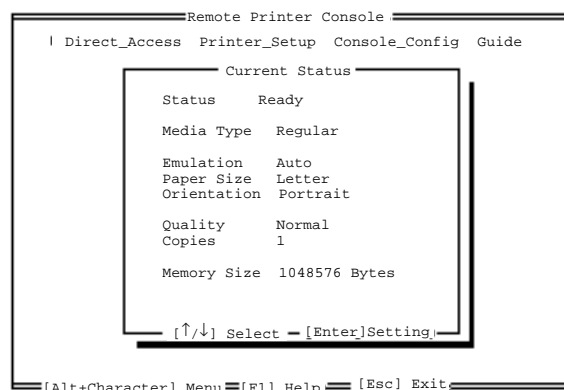 Remote Printer Console
Direct_Access Printer_Setup Console_Config Guide
Current Status
Status Ready
Media Type Regular
Emulation Auto
Paper Size Letter
Orientation Portrait
Quality Normal
Copies 1
Memory Size 1048576 Bytes
[↑/↓] Select [Enter]Setting
[Alt+Character] Menu [F1] Help [Esc] Exit